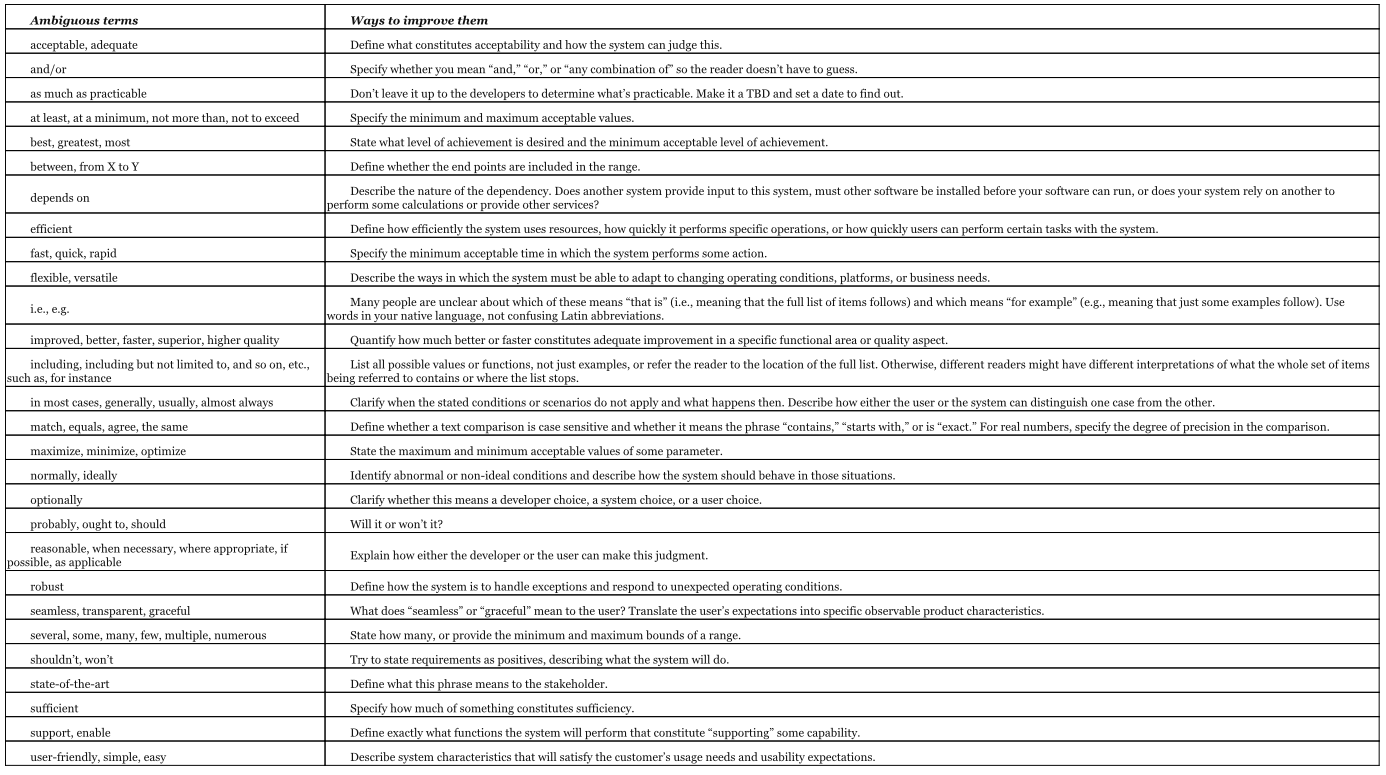 Ambiguous terms
Ways to improve them
acceptable, adequate
Define what constitutes acceptability and how the system can judge this.
and/or
Specify whether you mean “and,” “or,” or “any combination of” so the reader doesn’t have to guess.
as much as practicable
Don’t leave it up to the developers to determine what’s practicable. Make it a TBD and set a date to find out.
at least, at a minimum, not more than, not to exceed
Specify the minimum and maximum acceptable values.
best, greatest, most
State what level of achievement is desired and the minimum acceptable level of achievement.
between, from X to Y
Define whether the end points are included in the range.
depends on
Describe the nature of the dependency. Does another system provide input to this system, must other software be installed before your software can run, or does your system rely on another to
perform some calculations or provide other services?
efficient
Define how efficiently the system uses resources, how quickly it performs specific operations, or how quickly users can perform certain tasks with the system.
fast, quick, rapid
Specify the minimum acceptable time in which the system performs some action.
flexible, versatile
Describe the ways in which the system must be able to adapt to changing operating conditions, platforms, or business needs.
i.e., e.g.
Many people are unclear about which of these means “that is” (i.e., meaning that the full list of items follows) and which means “for example” (e.g., meaning that just some examples follow). Use
words in your native language, not confusing Latin abbreviations.
improved, better, faster, superior, higher quality
Quantify how much better or faster constitutes adequate improvement in a specific functional area or quality aspect.
including, including but not limited to, and so on, etc.,
such as, for instance
List all possible values or functions, not just examples, or refer the reader to the location of the full list. Otherwise, different readers might have different interpretations of what the whole set of items
being referred to contains or where the list stops.
in most cases, generally, usually, almost always
Clarify when the stated conditions or scenarios do not apply and what happens then. Describe how either the user or the system can distinguish one case from the other.
match, equals, agree, the same
Define whether a text comparison is case sensitive and whether it means the phrase “contains,” “starts with,” or is “exact.” For real numbers, specify the degree of precision in the comparison.
maximize, minimize, optimize
State the maximum and minimum acceptable values of some parameter.
normally, ideally
Identify abnormal or non-ideal conditions and describe how the system should behave in those situations.
optionally
Clarify whether this means a developer choice, a system choice, or a user choice.
probably, ought to, should
Will it or won’t it?
reasonable, when necessary, where appropriate, if
possible, as applicable
Explain how either the developer or the user can make this judgment.
robust
Define how the system is to handle exceptions and respond to unexpected operating conditions.
seamless, transparent, graceful
What does “seamless” or “graceful” mean to the user? Translate the user’s expectations into specific observable product characteristics.
several, some, many, few, multiple, numerous
State how many, or provide the minimum and maximum bounds of a range.
shouldn’t, won’t
Try to state requirements as positives, describing what the system will do.
state-of-the-art
Define what this phrase means to the stakeholder.
sufficient
Specify how much of something constitutes sufficiency.
support, enable
Define exactly what functions the system will perform that constitute “supporting” some capability.
user-friendly, simple, easy
Describe system characteristics that will satisfy the customer’s usage needs and usability expectations.